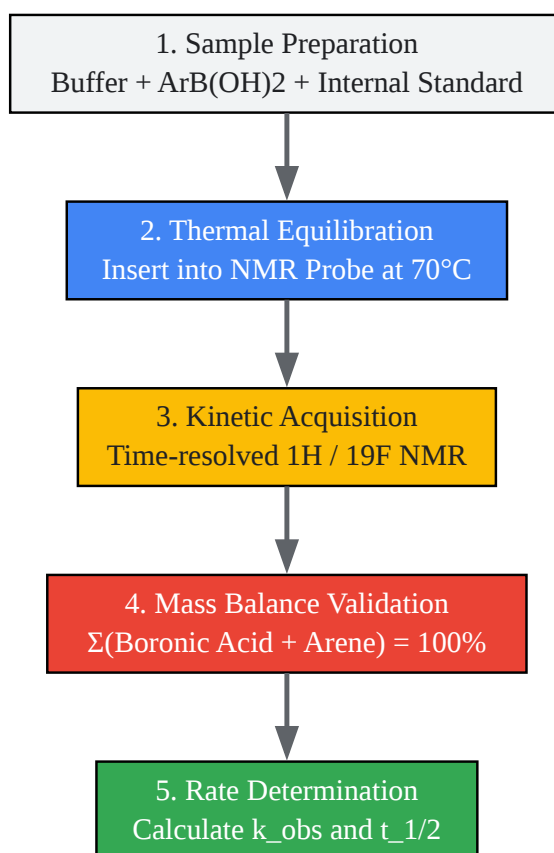 1. Sample Preparation
Buffer + ArB(OH)2 + Internal Standard
2. Thermal Equilibration
Insert into NMR Probe at 70°C
3. Kinetic Acquisition
Time-resolved 1H / 19F NMR
4. Mass Balance Validation
Σ(Boronic Acid + Arene) = 100%
5. Rate Determination
Calculate k_obs and t_1/2